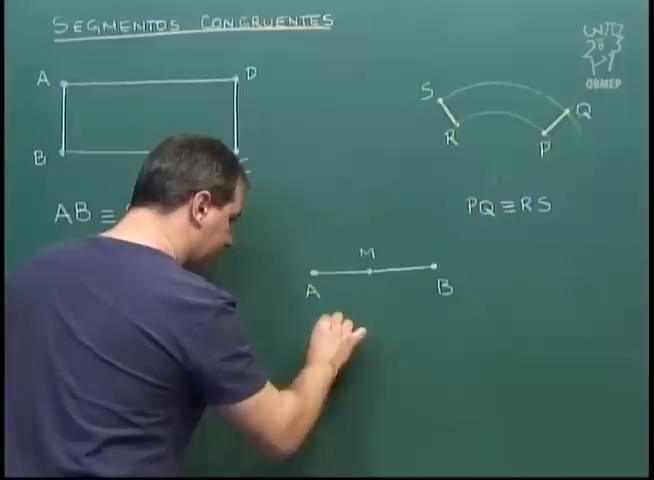 SEGMENTOS CONGRUENTES
A D
B
AB ≡
S Q
R P
PQ ≡ RS
M
A B
OBMEP